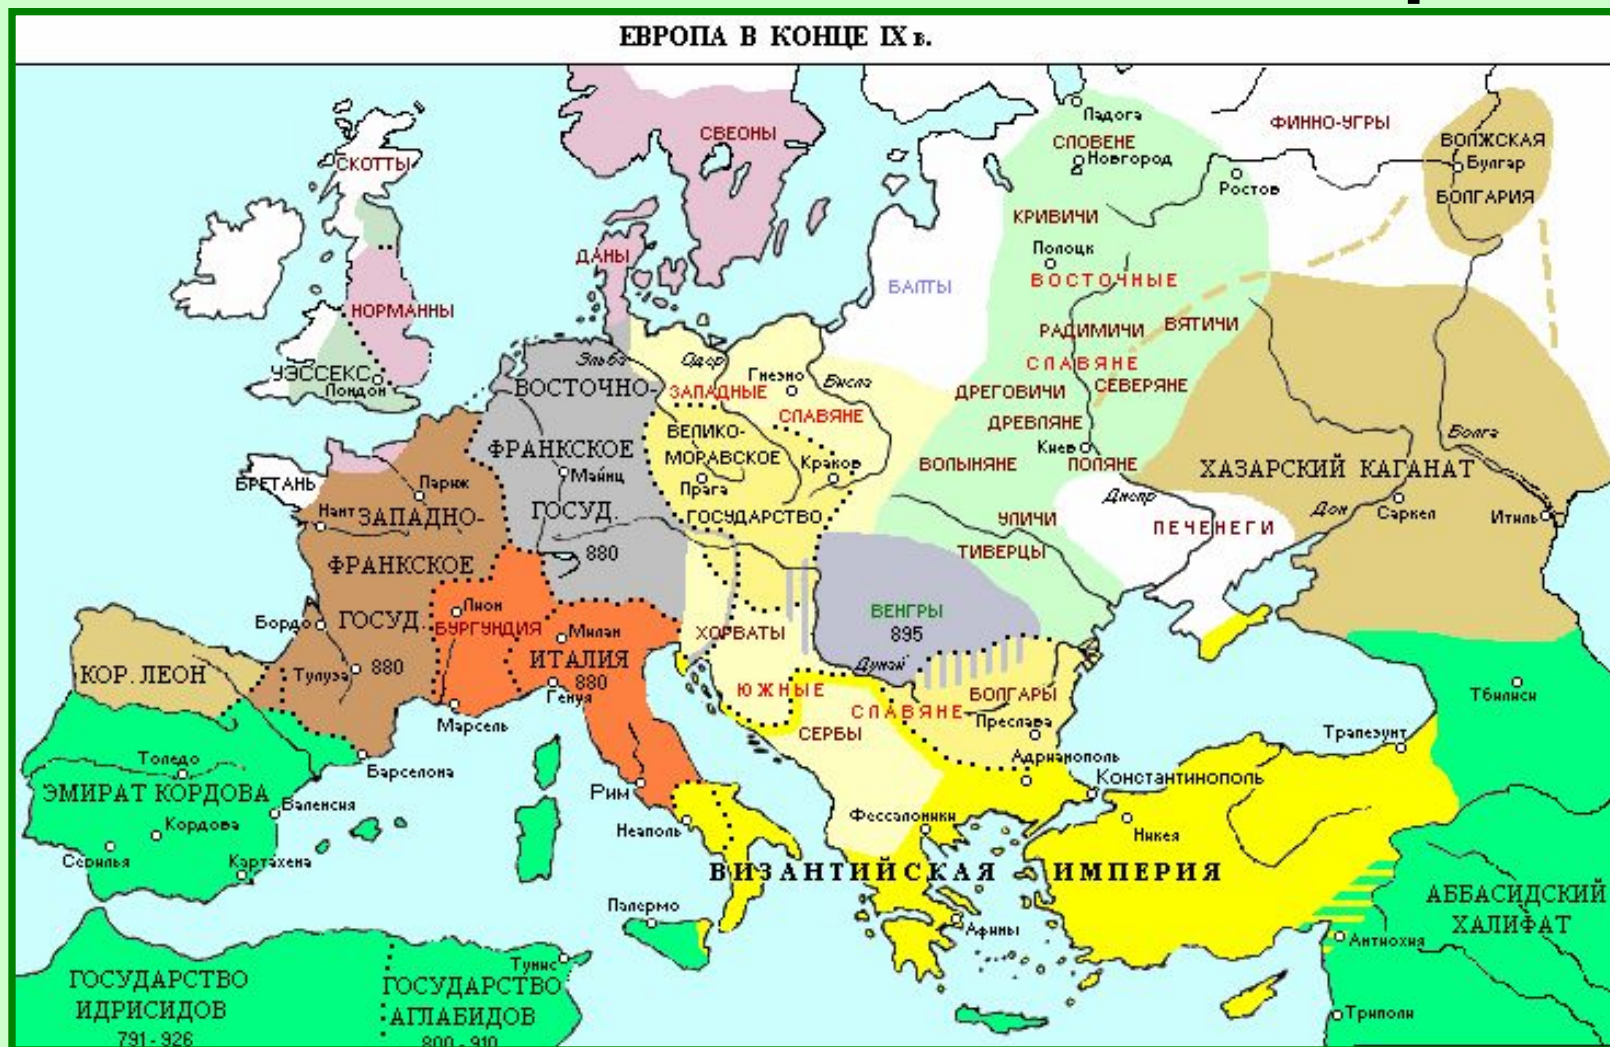 ЕВРОПА В КОНЦЕ IX в.
СКОТТЫ
СВЕОНЫ
Ладога
СЛОВЕНЕ
Новгород
ФИННО-УГРЫ
ВОЛЖСКАЯ
Булгар
БОЛГАРИЯ
Ростов
КРИВИЧИ
Полоцк
ДАНЫ
БАЛТЫ
ВОСТОЧНЫЕ
НОРМАННЫ
РАДИМИЧИ
ВЯТИЧИ
СЛАВЯНЕ
СЕВЕРЯНЕ
УЭССЕКС
Лондон
Эльба
Одер
Гнезно
Висла
ВОСТОЧНО-
ЗАПАДНЫЕ
СЛАВЯНЕ
ДРЕГОВИЧИ
ДРЕВЛЯНЕ
Киев
ПОЛЯНЕ
ВОЛЫНЯНЕ
ФРАНКСКОЕ
ВЕЛИКО-
МОРАВСКОЕ
Краков
Майнц
Прага
ГОСУДАРСТВО
ГОСУД.
880
Волга
ХАЗАРСКИЙ КАГАНАТ
Днепр
Дон
Саркел
Итиль
ПЕЧЕНЕГИ
УЛИЧИ
ТИВЕРЦЫ
БРЕТАНЬ
Париж
Нант
ЗАПАДНО-
ФРАНКСКОЕ
Лион
Бордо
ГОСУД.
БУРГУНДИЯ
Милан
ИТАЛИЯ
880
Генуя
Тулуза
880
КОР. ЛЕОН
Марсель
ХОРВАТЫ
ВЕНГРЫ
895
Дунай
ЮЖНЫЕ
СЛАВЯНЕ
БОЛГАРЫ
Преслава
СЕРБЫ
Адрианополь
Константинополь
Трапезунт
Тбилиси
Толедо
Барселона
ЭМИРАТ КОРДОВА
Валенсия
Кордова
Севилья
Картахена
Рим
Неаполь
Фессалоники
Никея
ВИЗАНТИЙСКАЯ ИМПЕРИЯ
Палермо
Афины
АББАСИДСКИЙ
ХАЛИФАТ
Антиохия
Триполи
ГОСУДАРСТВО
ИДРИСИДОВ
791 - 926
Тунис
ГОСУДАРСТВО
АГЛАБИДОВ
800 - 910